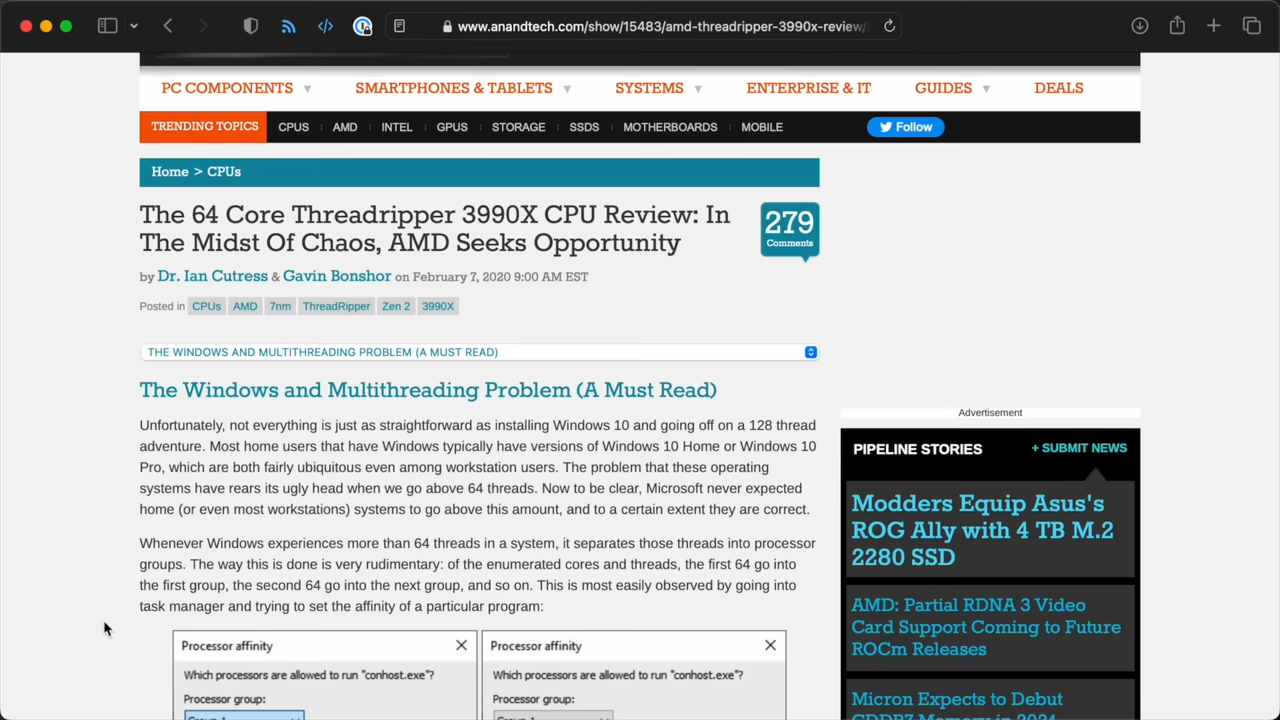 www.anandtech.com/show/15483/amd-threadripper-3990x-review/
PC COMPONENTS
SMARTPHONES & TABLETS
SYSTEMS
ENTERPRISE & IT
GUIDES
DEALS
TRENDING TOPICS
CPUS
AMD
INTEL
GPUS
STORAGE
SSDS
MOTHERBOARDS
MOBILE
Follow
Home > CPUs
The 64 Core Threadripper 3990X CPU Review: In
The Midst Of Chaos, AMD Seeks Opportunity
279
Comments
by Dr. Ian Cutress & Gavin Bonshor on February 7, 2020 9:00 AM EST
Posted in CPUs AMD 7nm ThreadRipper Zen 2 3990X
THE WINDOWS AND MULTITHREADING PROBLEM (A MUST READ)
The Windows and Multithreading Problem (A Must Read)
Unfortunately, not everything is just as straightforward as installing Windows 10 and going off on a 128 thread
adventure. Most home users that have Windows typically have versions of Windows 10 Home or Windows 10
Pro, which are both fairly ubiquitous even among workstation users. The problem that these operating
systems have rears its ugly head when we go above 64 threads. Now to be clear, Microsoft never expected
home (or even most workstations) systems to go above this amount, and to a certain extent they are correct.
Whenever Windows experiences more than 64 threads in a system, it separates those threads into processor
groups. The way this is done is very rudimentary: of the enumerated cores and threads, the first 64 go into
the first group, the second 64 go into the next group, and so on. This is most easily observed by going into
task manager and trying to set the affinity of a particular program:
Processor affinity
Which processors are allowed to run "conhost.exe"?
Processor group:
Processor affinity
Which processors are allowed to run "conhost.exe"?
Processor group:
Advertisement
PIPELINE STORIES
+ SUBMIT NEWS
Modders Equip Asus's
ROG Ally with 4 TB M.2
2280 SSD
AMD: Partial RDNA 3 Video
Card Support Coming to Future
ROCm Releases
Micron Expects to Debut
GDDR7 Memory in 2024